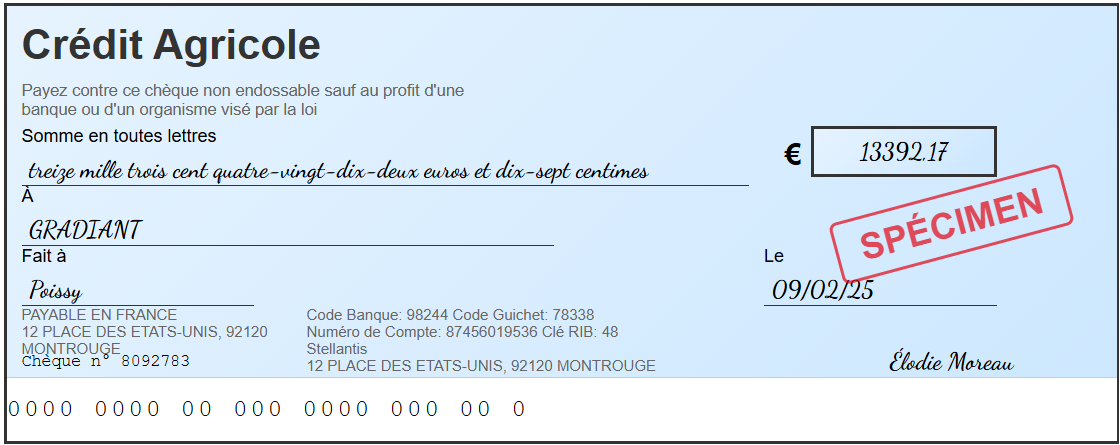 Crédit Agricole
Payez contre ce chèque non endossable sauf au profit d'une
banque ou d'un organisme visé par la loi
Somme en toutes lettres
treize mille trois cent quatre-vingt-dix-deux euros et dix-sept centimes
€ 13392.17
À
GRADIANT
SPÉCIMEN
Fait à
Le
Poissy
09/02/25
PAYABLE EN FRANCE
12 PLACE DES ETATS-UNIS, 92120
MONTROUGE
Chèque n° 8092783
Code Banque: 98244 Code Guichet: 78338
Numéro de Compte: 87456019536 Clé RIB: 48
Stellantis
12 PLACE DES ETATS-UNIS, 92120 MONTROUGE
Élodie Moreau
0000 0000 00 000 0000 000 00 0